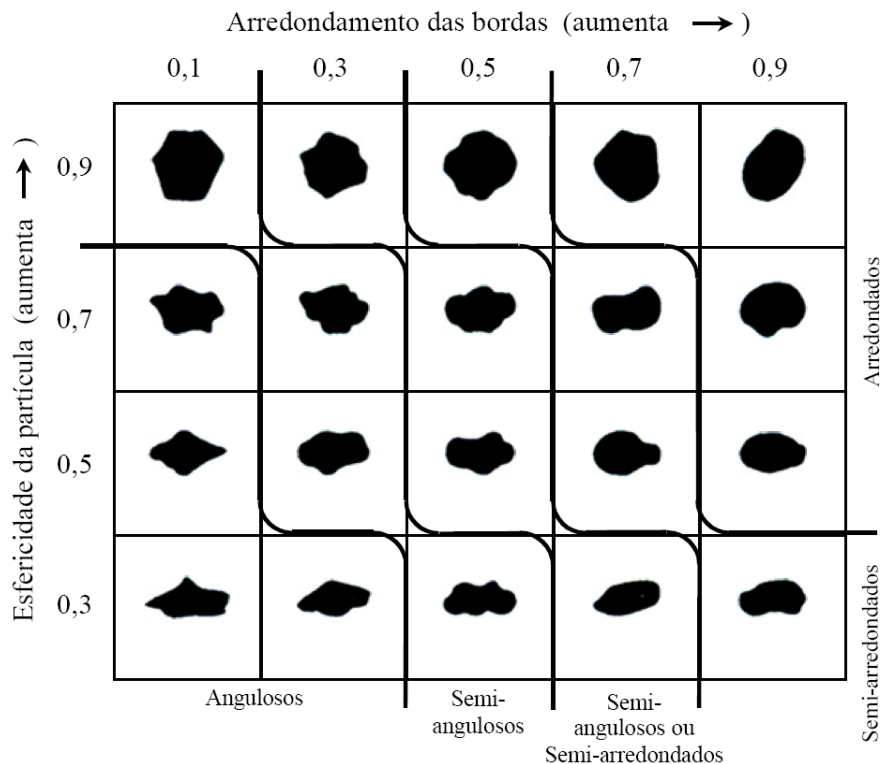 Arredondamento das bordas (aumenta → )
0,1 0,3 0,5 0,7 0,9
Esfericidade da partícula (aumenta → )
0,9
0,7
0,5
0,3
Arredondados
Semi-arredondados
Angulosos
Semi-
angulosos
Semi-
angulosos ou
Semi-arredondados